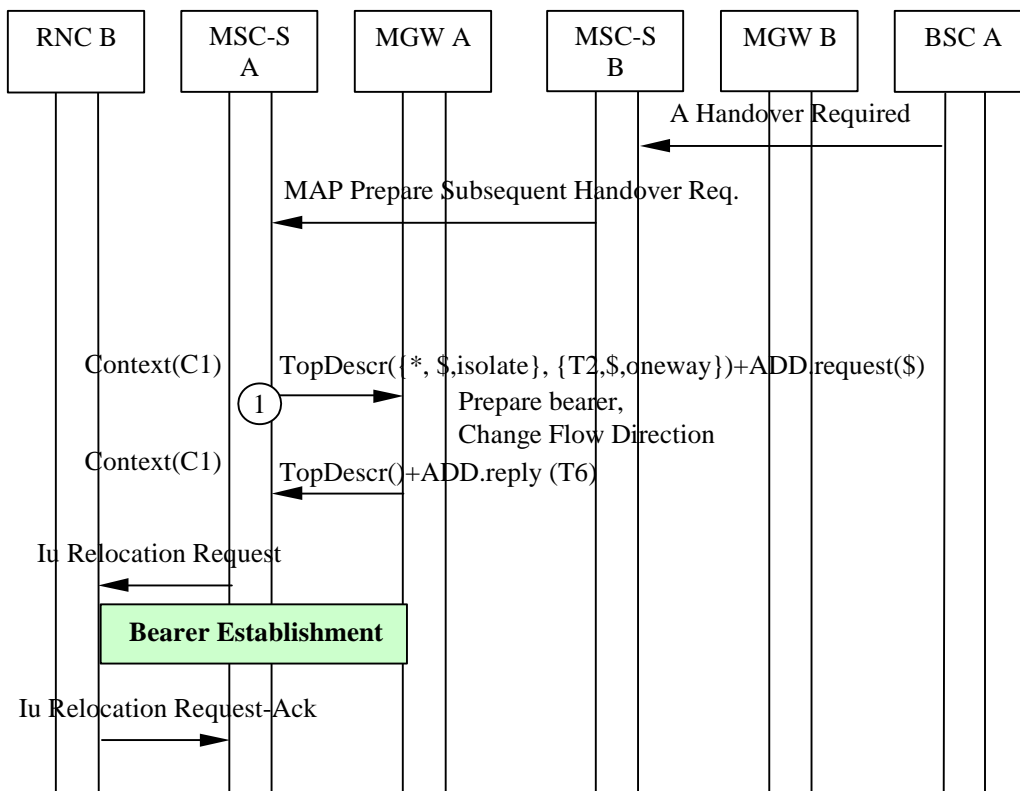 RNC B
MSC-S
A
MGW A
MSC-S
B
MGW B
BSC A
A Handover Required
MAP Prepare Subsequent Handover Req.
Context(C1)
TopDescr({*, $,isolate}, {T2,$,oneway})+ADD.request($)
1
Prepare bearer,
Change Flow Direction
Context(C1)
TopDescr()+ADD.reply (T6)
Iu Relocation Request
Bearer Establishment
Iu Relocation Request-Ack